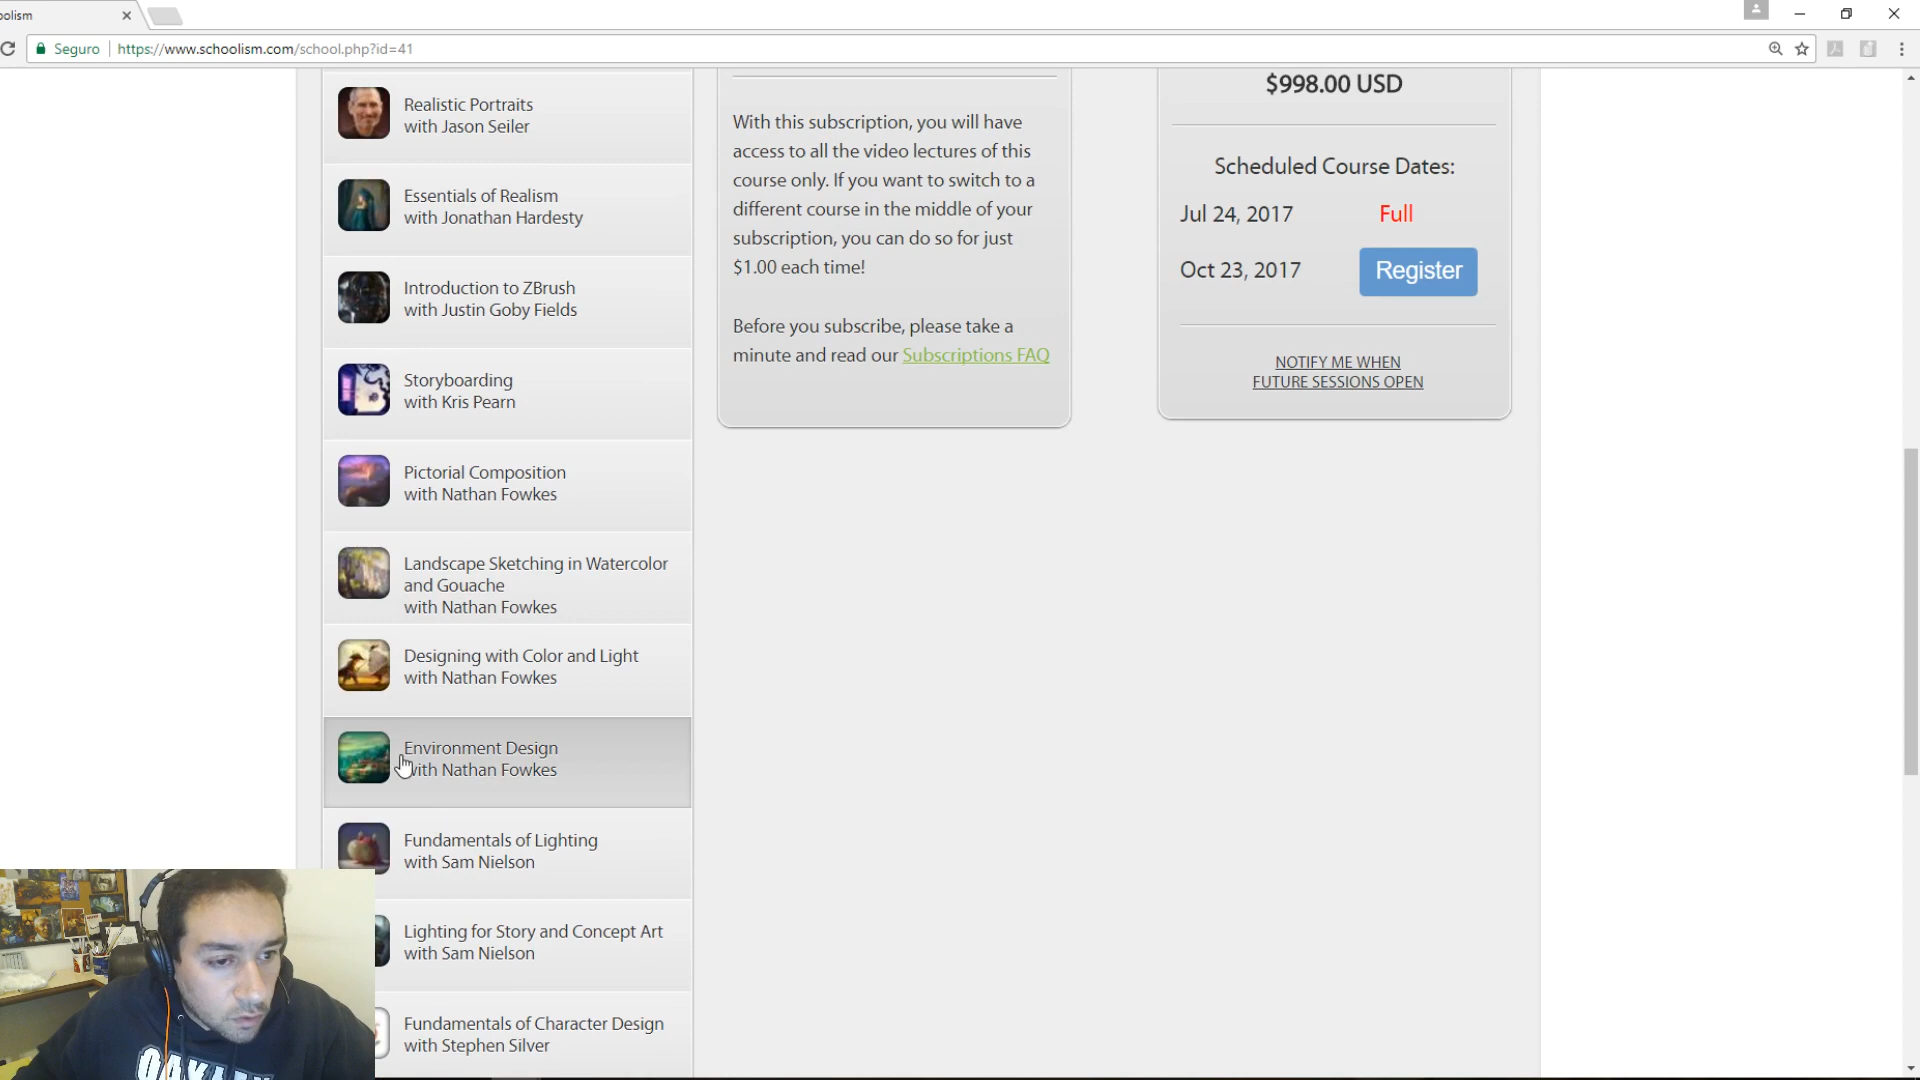 oolism
Seguro
https://www.schoolism.com/school.php?id=41
Realistic Portraits
with Jason Seiler
Essentials of Realism
with Jonathan Hardesty
Introduction to ZBrush
with Justin Goby Fields
Storyboarding
with Kris Pearn
Pictorial Composition
with Nathan Fowkes
Landscape Sketching in Watercolor
and Gouache
with Nathan Fowkes
Designing with Color and Light
with Nathan Fowkes
Environment Design
with Nathan Fowkes
Fundamentals of Lighting
with Sam Nielson
Lighting for Story and Concept Art
with Sam Nielson
Fundamentals of Character Design
with Stephen Silver
With this subscription, you will have
access to all the video lectures of this
course only. If you want to switch to a
different course in the middle of your
subscription, you can do so for just
$1.00 each time!
Before you subscribe, please take a
minute and read our Subscriptions FAQ
$998.00 USD
Scheduled Course Dates:
Jul 24, 2017 Full
Oct 23, 2017 Register
NOTIFY ME WHEN
FUTURE SESSIONS OPEN